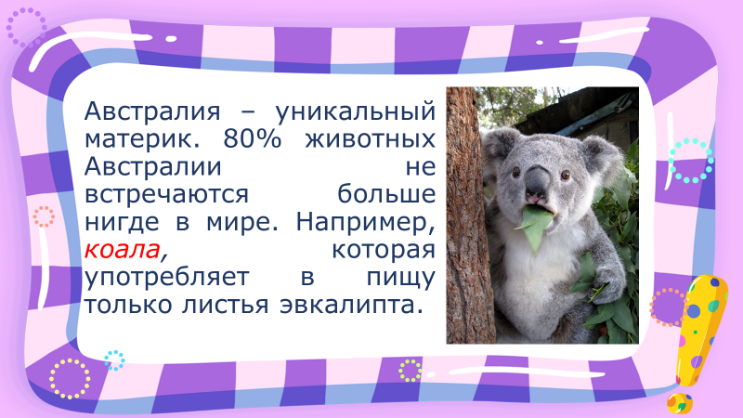 Австралия – уникальный
материк. 80% животных
Австралии не
встречаются больше
нигде в мире. Например,
коала, которая
употребляет в пищу
только листья эвкалипта.